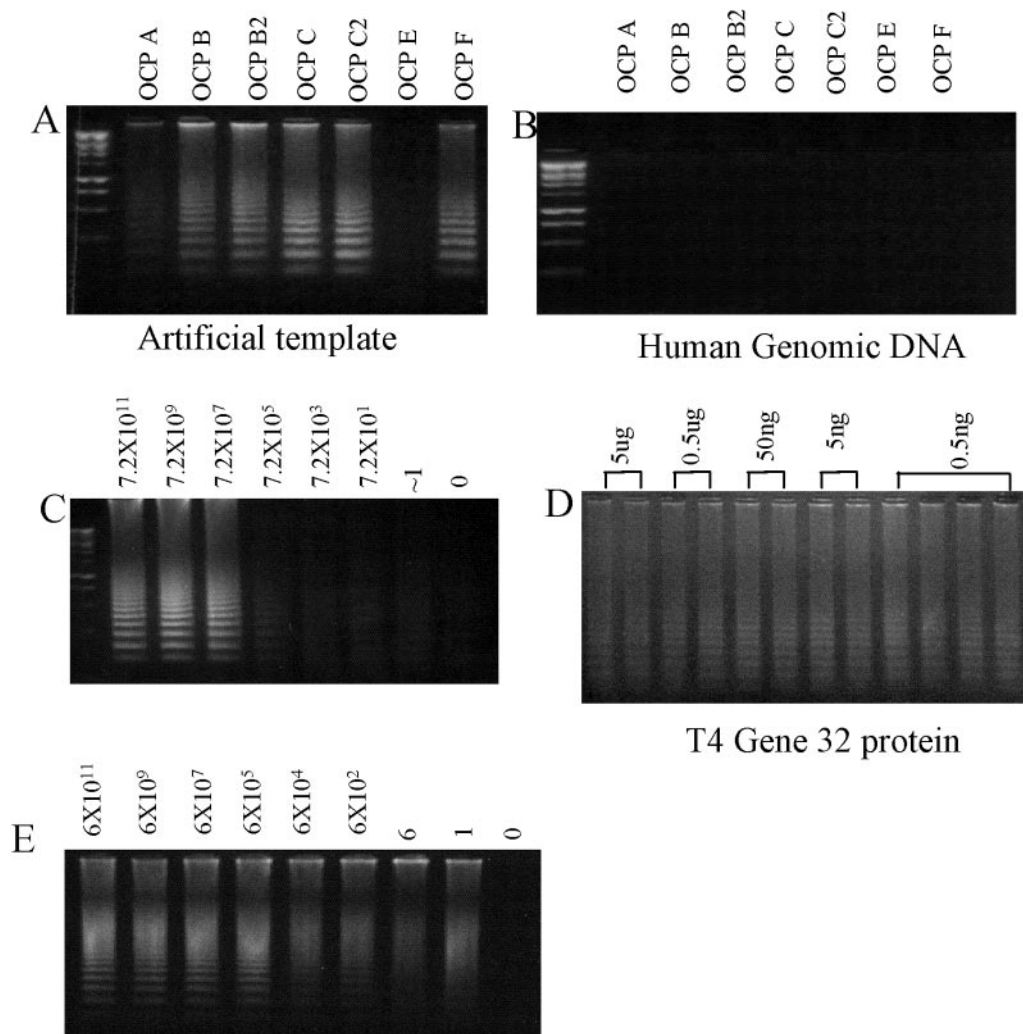 A
OCP A
OCP B
OCP B2
OCP C
OCP C2
OCP E
OCP F
Artificial template
B
OCP A
OCP B
OCP B2
OCP C
OCP C2
OCP E
OCP F
Human Genomic DNA
C
7.2X10¹¹
7.2X10⁹
7.2X10⁷
7.2X10⁵
7.2X10³
7.2X10¹
~1
0
D
5ug
0.5ug
50ng
5ng
0.5ng
T4 Gene 32 protein
E
6X10¹¹
6X10⁹
6X10⁷
6X10⁵
6X10⁴
6X10²
6
1
0